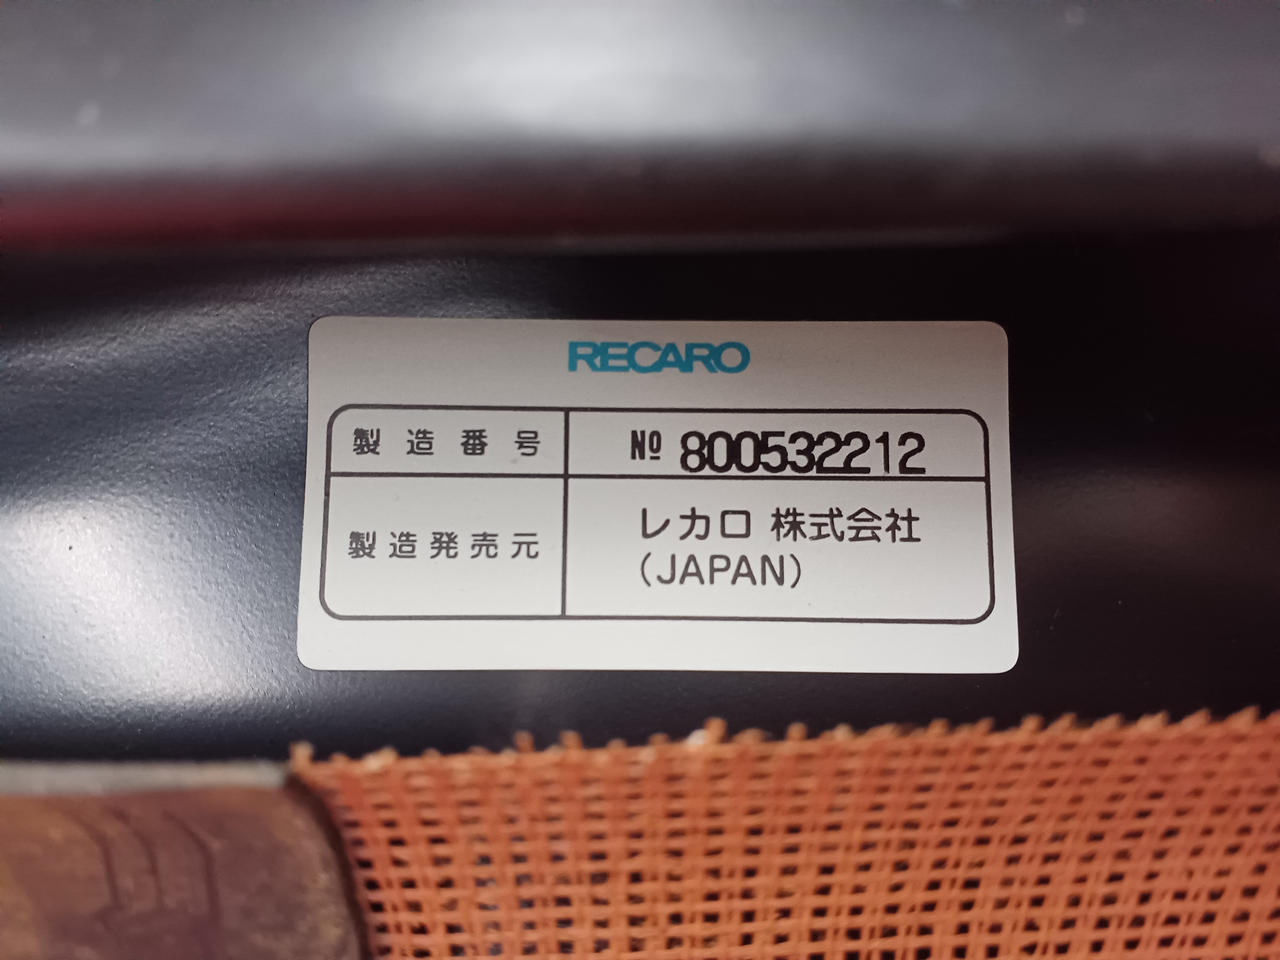 RECARO
製造番号 № 800532212
製造発売元 レカロ 株式会社
(JAPAN)